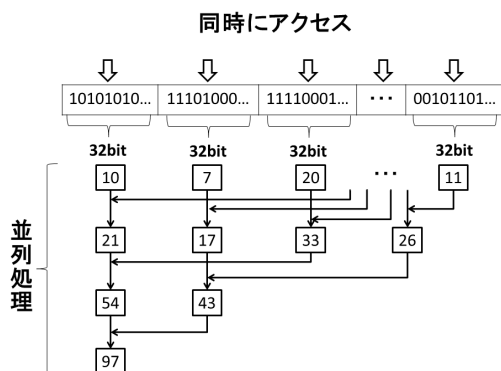 同時にアクセス
10101010… 11101000… 11110001… ・・・ 00101101…
32bit 32bit 32bit 32bit
10 7 20 ・・・ 11
並列処理
21 17 33 26
54 43
97